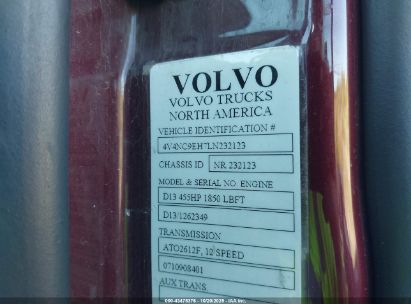 VOLVO
VOLVO TRUCKS
NORTH AMERICA
VEHICLE IDENTIFICATION #
4V4NC9EH7LN232123
CHASSIS ID NR 232123
MODEL & SERIAL NO. ENGINE
D13 455HP 1850 LBFT
D13/1262349
TRANSMISSION
ATO2612F, 12 SPEED
0710908401
AUX TRANS